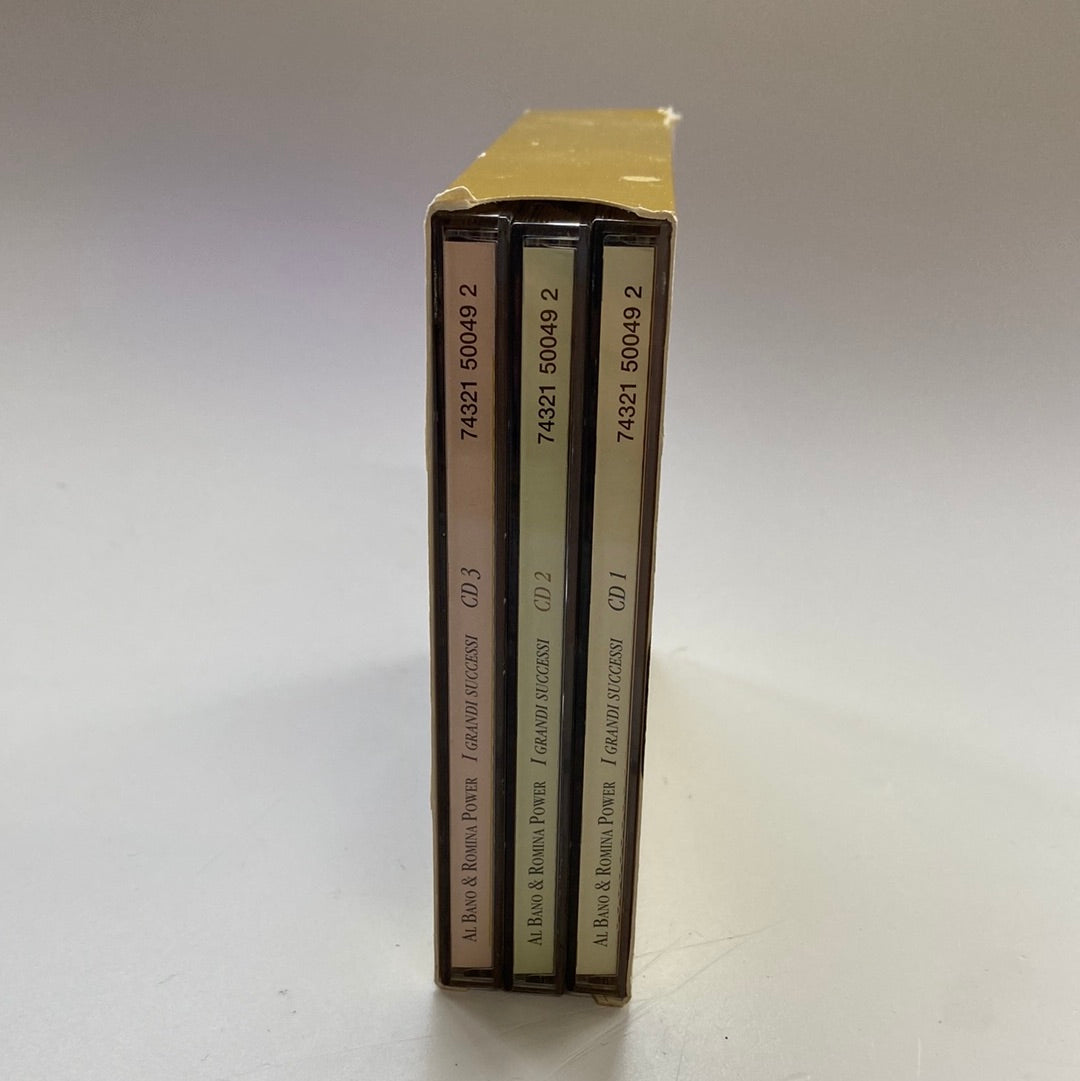 AL BANO & ROMINA POWER I GRANDI SUCCESSI CD 3 74321 50049 2
AL BANO & ROMINA POWER I GRANDI SUCCESSI CD 2 74321 50049 2
AL BANO & ROMINA POWER I GRANDI SUCCESSI CD 1 74321 50049 2